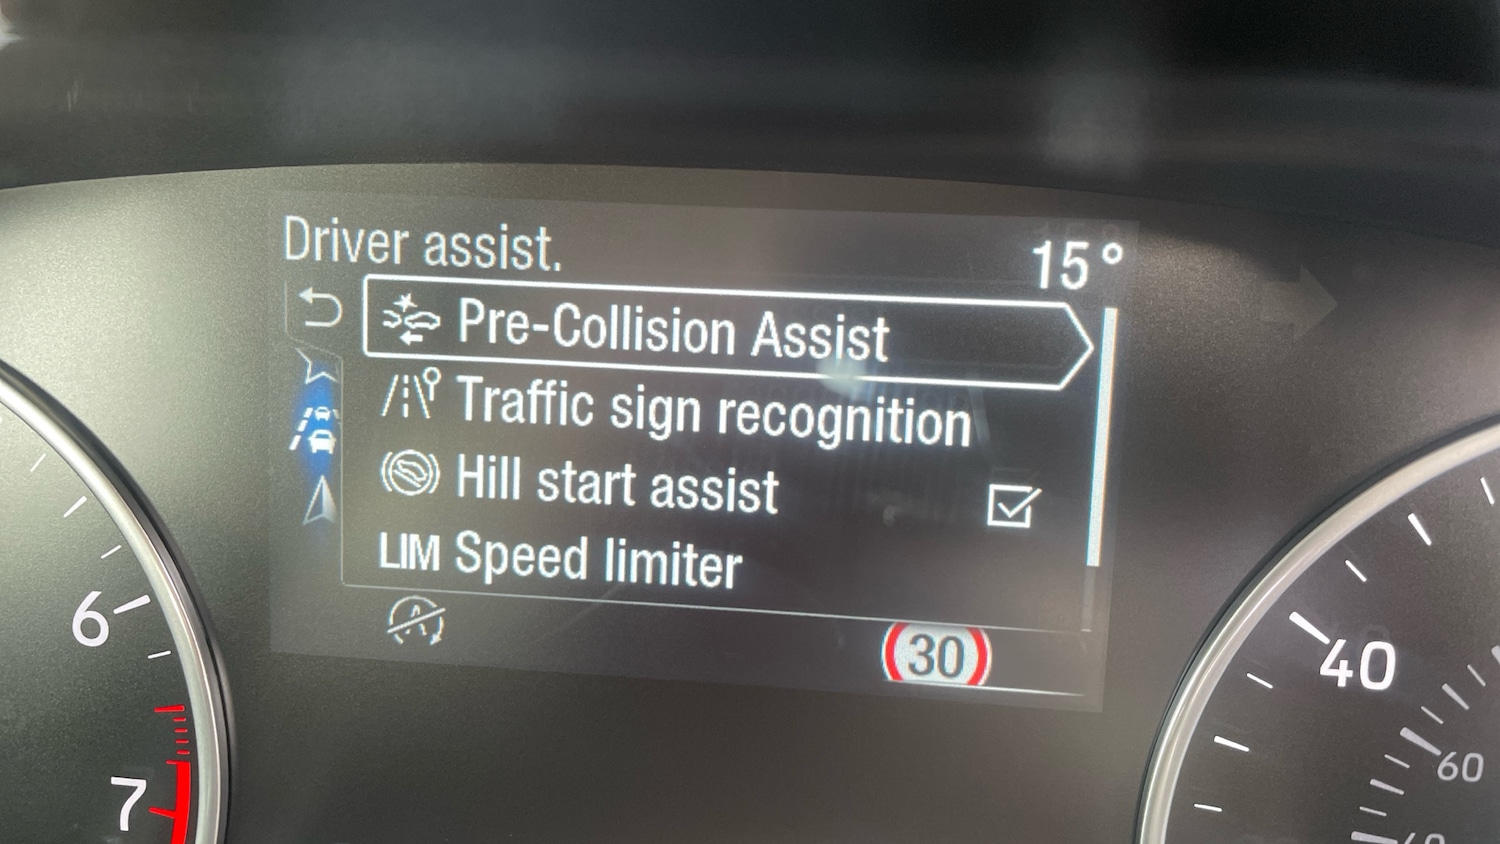 Driver assist.
15°
Pre-Collision Assist
Traffic sign recognition
Hill start assist
LIM Speed limiter
30
6
7
40
60